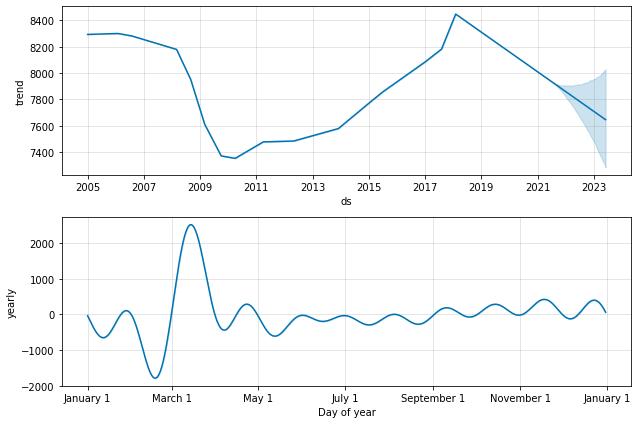 8400
8200
8000
7800
7600
7400
trend
2005 2007 2009 2011 2013 2015 2017 2019 2021 2023
ds
2000
1000
0
−1000
−2000
yearly
January 1 March 1 May 1 July 1 September 1 November 1 January 1
Day of year